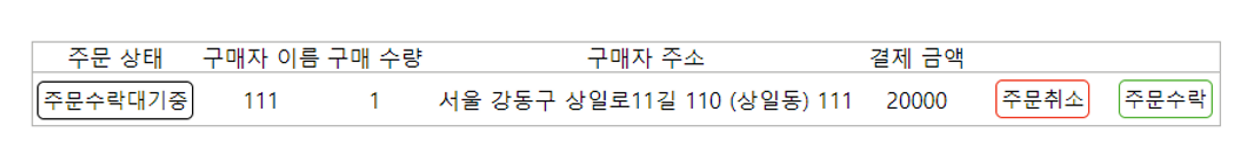 주문 상태 구매자 이름 구매 수량 구매자 주소 결제 금액
주문수락대기중 111 1 서울 강동구 상일로11길 110 (상일동) 111 20000 주문취소 주문수락